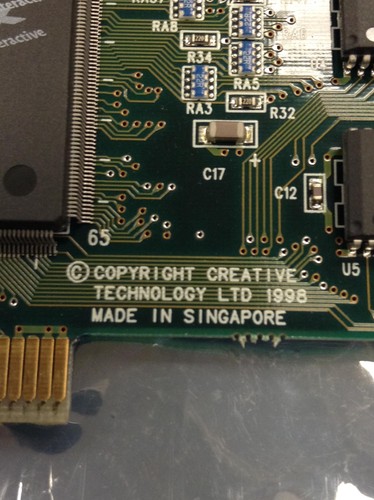 RA8
R34
RA3
RA5
R32
C17
C12
U5
65
© COPYRIGHT CREATIVE
TECHNOLOGY LTD 1998
MADE IN SINGAPORE